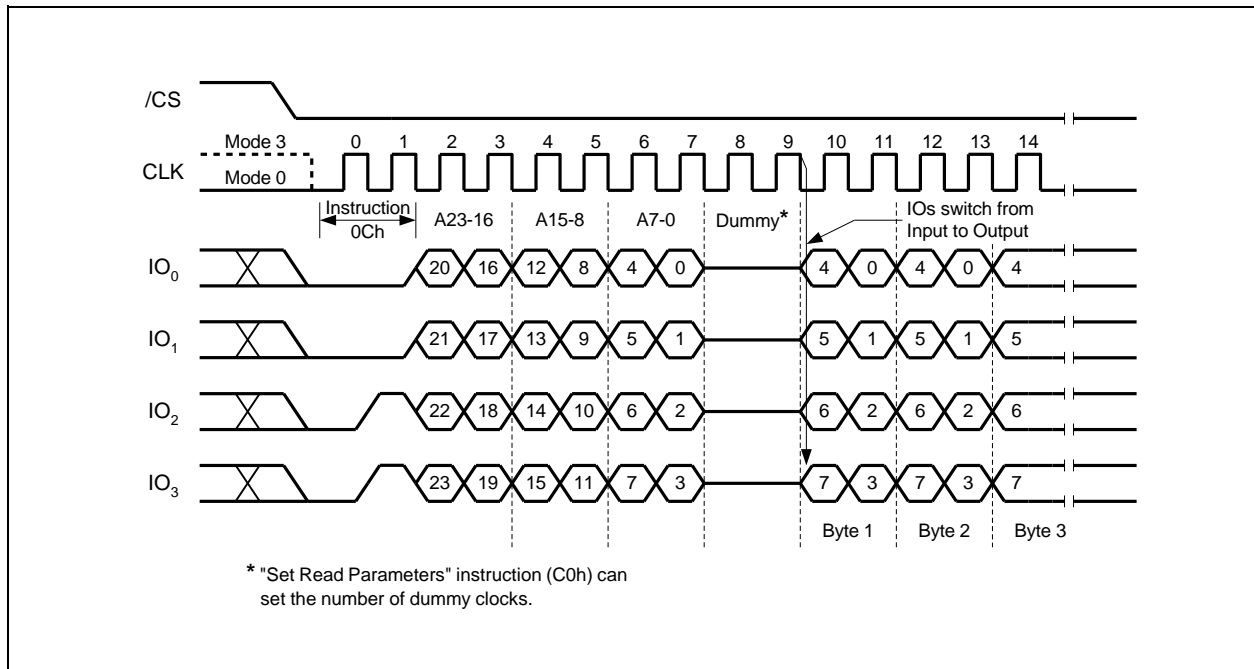 /CS
Mode 3 0 1 2 3 4 5 6 7 8 9 10 11 12 13 14
CLK
Mode 0
Instruction A23-16 A15-8 A7-0 Dummy* IOs switch from
0Ch Input to Output
IO0 20 16 12 8 4 0 4 0 4 0 4
IO1 21 17 13 9 5 1 5 1 5 1 5
IO2 22 18 14 10 6 2 6 2 6 2 6
IO3 23 19 15 11 7 3 7 3 7 3 7
Byte 1 Byte 2 Byte 3
* "Set Read Parameters" instruction (C0h) can
set the number of dummy clocks.